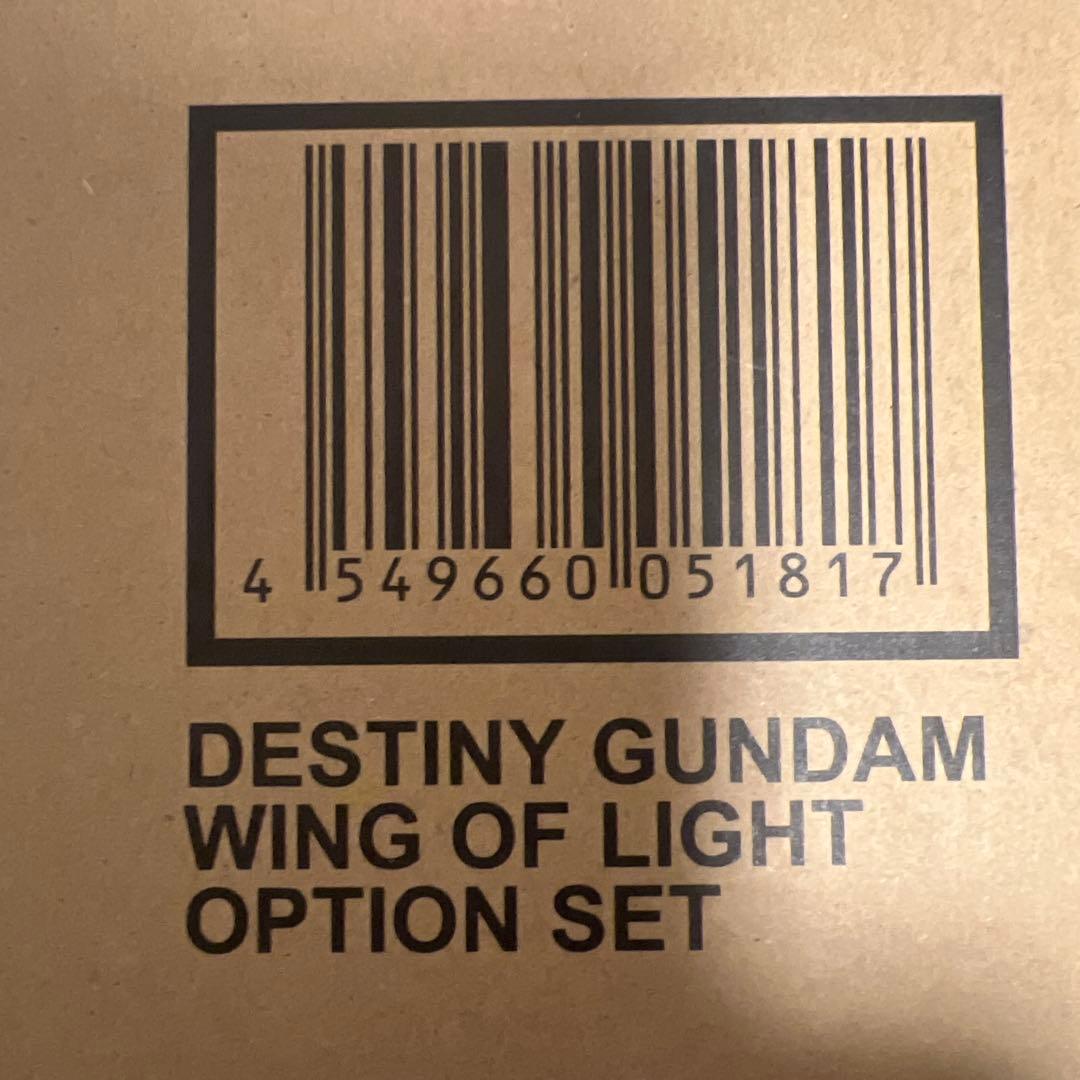 4 549660 051817
DESTINY GUNDAM
WING OF LIGHT
OPTION SET